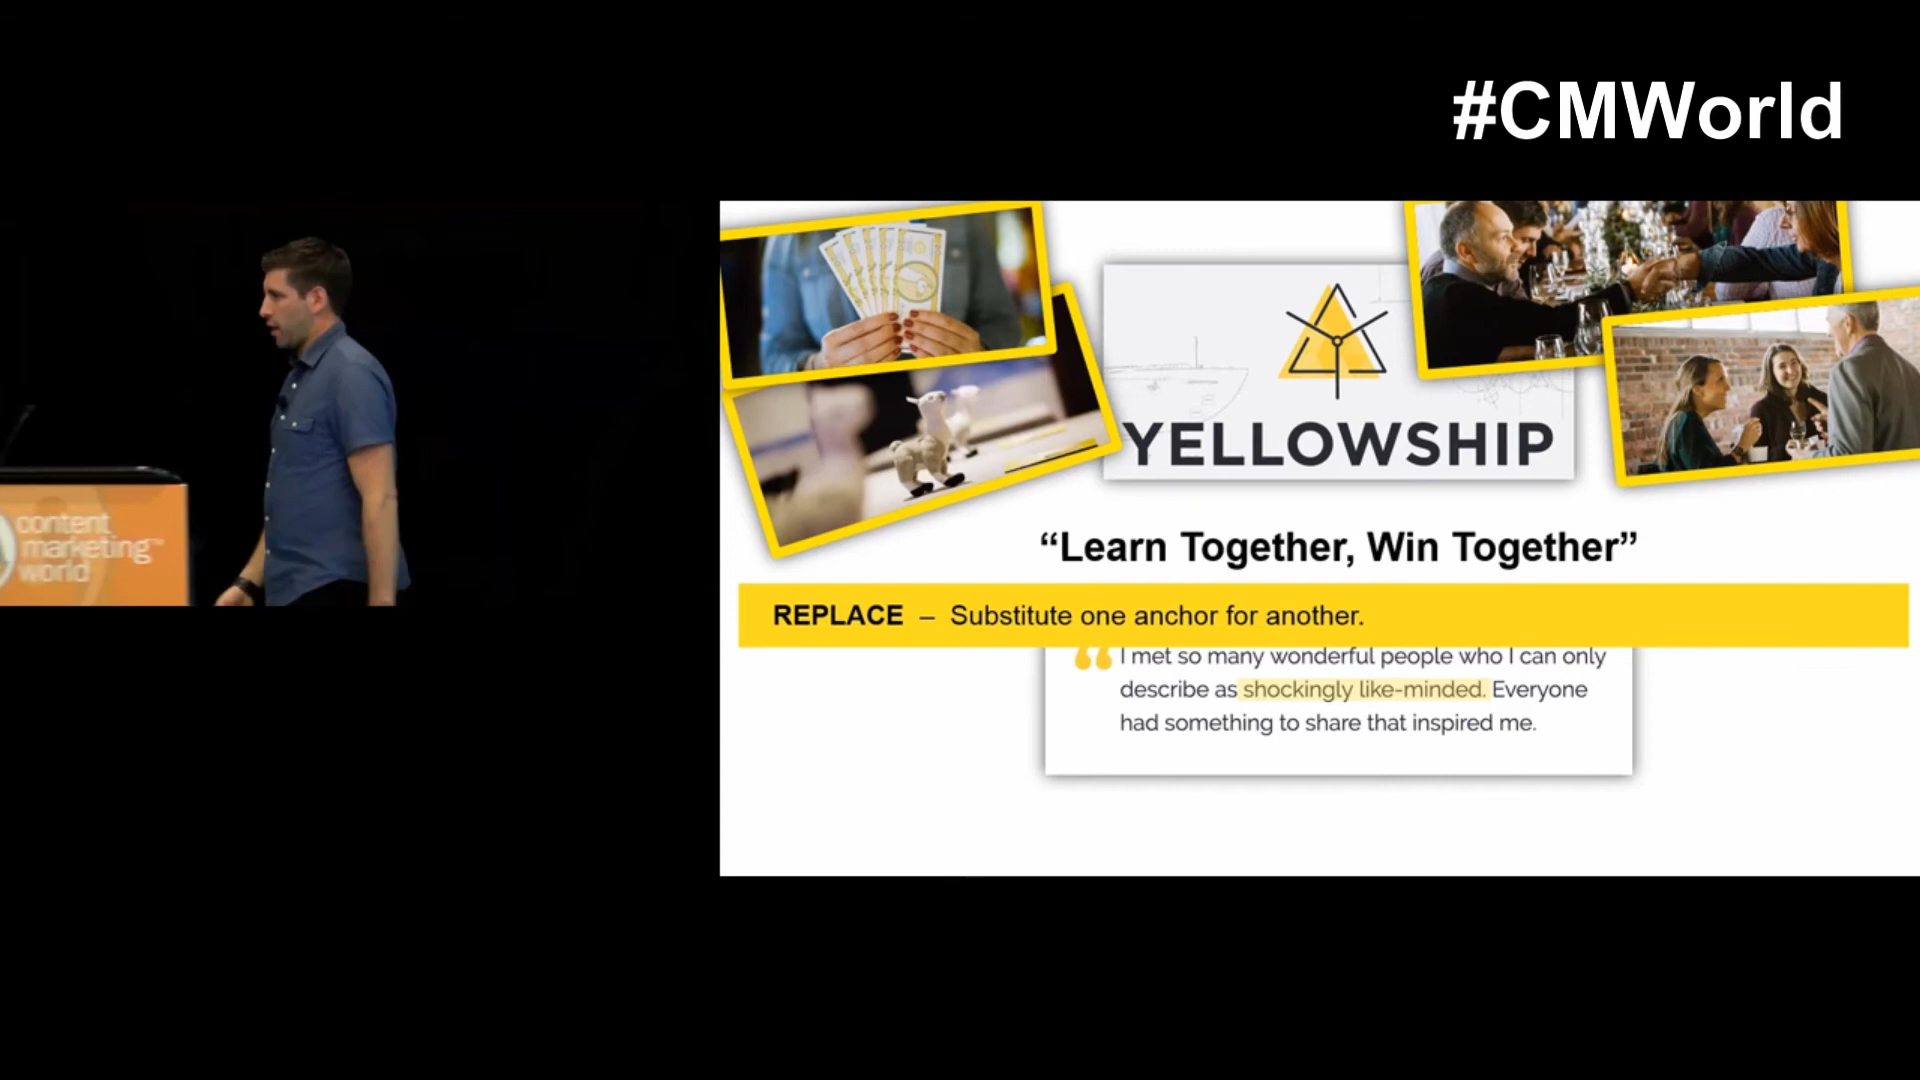 #CMWorld
YELLOWSHIP
“Learn Together, Win Together”
REPLACE – Substitute one anchor for another.
“ I met so many wonderful people who I can only
describe as shockingly like-minded. Everyone
had something to share that inspired me.
content
marketing™
world